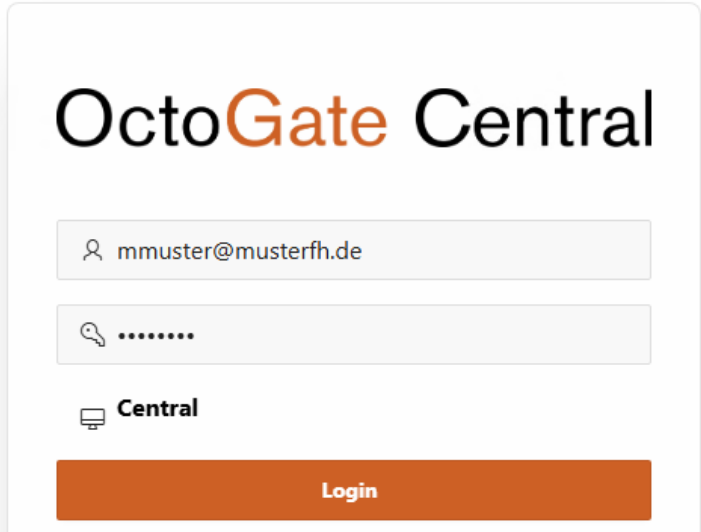 OctoGate Central
mmuster@musterfh.de
••••••••
Central
Login